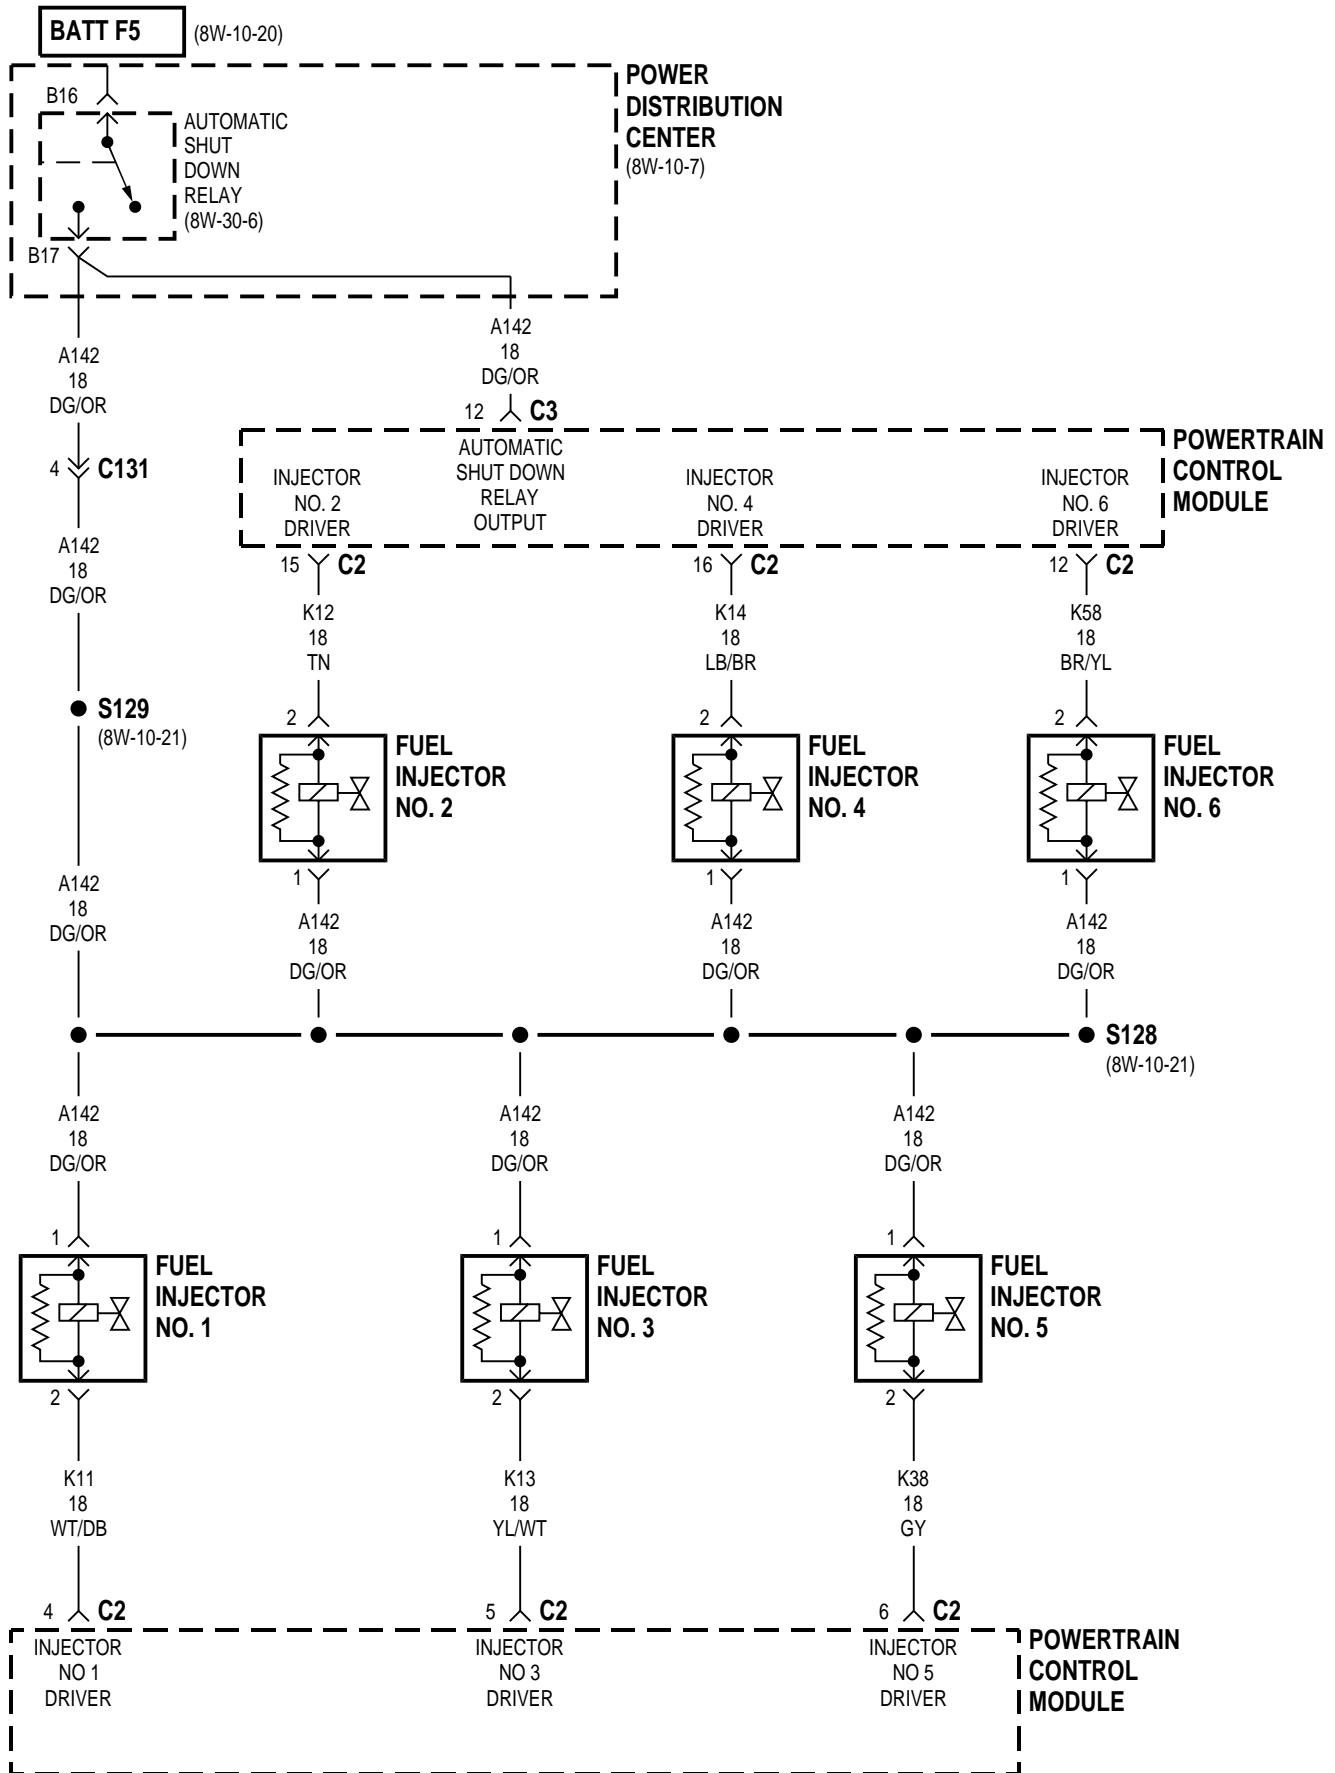 BATT F5 (8W-10-20)
POWER
DISTRIBUTION
CENTER
(8W-10-7)
B16
AUTOMATIC
SHUT
DOWN
RELAY
(8W-30-6)
B17
A142
18
DG/OR
A142
18
DG/OR
12 C3
4 C131
A142
18
DG/OR
POWERTRAIN
CONTROL
MODULE
INJECTOR
NO. 2
DRIVER
AUTOMATIC
SHUT DOWN
RELAY
OUTPUT
INJECTOR
NO. 4
DRIVER
INJECTOR
NO. 6
DRIVER
15 C2
16 C2
12 C2
K12
18
TN
K14
18
LB/BR
K58
18
BR/YL
S129
(8W-10-21)
2
FUEL
INJECTOR
NO. 2
1
2
FUEL
INJECTOR
NO. 4
1
2
FUEL
INJECTOR
NO. 6
1
A142
18
DG/OR
A142
18
DG/OR
A142
18
DG/OR
A142
18
DG/OR
S128
(8W-10-21)
A142
18
DG/OR
A142
18
DG/OR
A142
18
DG/OR
1
FUEL
INJECTOR
NO. 1
2
1
FUEL
INJECTOR
NO. 3
2
1
FUEL
INJECTOR
NO. 5
2
K11
18
WT/DB
K13
18
YL/WT
K38
18
GY
4 C2
5 C2
6 C2
INJECTOR
NO 1
DRIVER
INJECTOR
NO 3
DRIVER
INJECTOR
NO 5
DRIVER
POWERTRAIN
CONTROL
MODULE